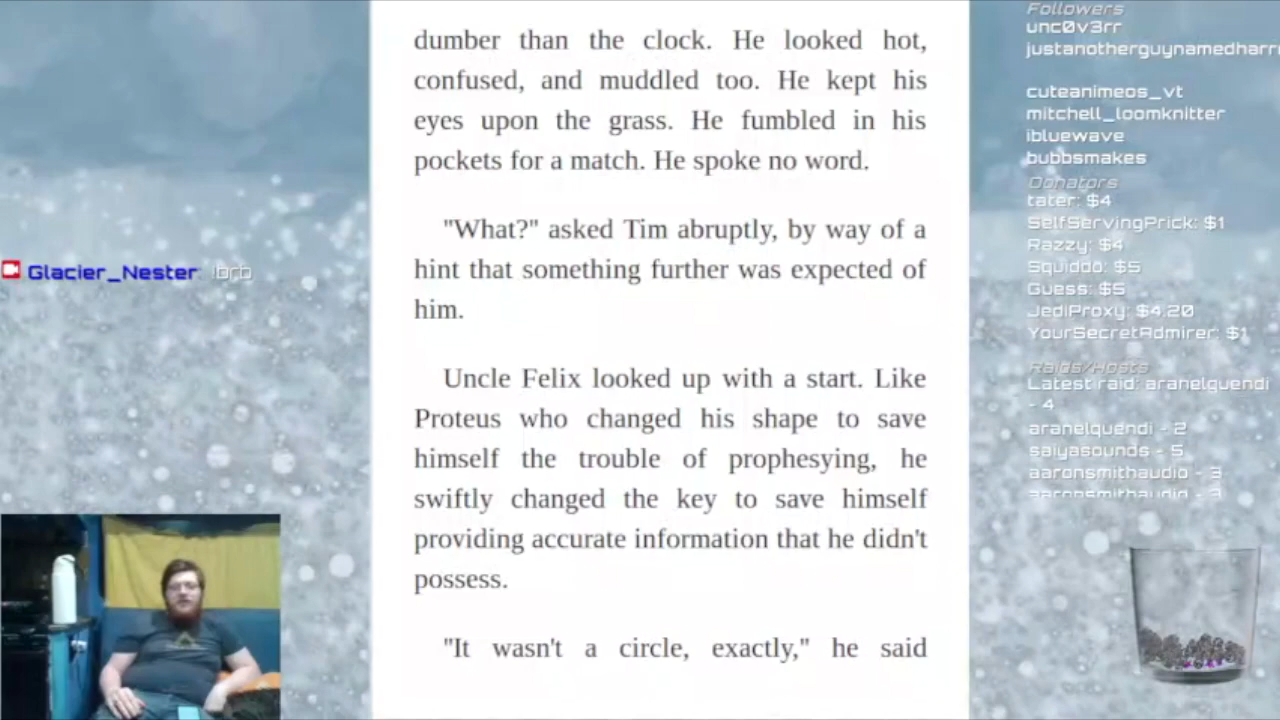 dumber than the clock. He looked hot,
confused, and muddled too. He kept his
eyes upon the grass. He fumbled in his
pockets for a match. He spoke no word.
"What?" asked Tim abruptly, by way of a
hint that something further was expected of
him.
Uncle Felix looked up with a start. Like
Proteus who changed his shape to save
himself the trouble of prophesying, he
swiftly changed the key to save himself
providing accurate information that he didn't
possess.
"It wasn't a circle, exactly," he said
Glacier_Nester: !brb
Followers
unc0v3rr
justanotherguynamedharr
cuteanimeos_vt
mitchell_loomknitter
ibluewave
bubbsmakes
Donators
tater: $4
SelfServingPrick: $1
Razzy: $4
Squiddo: $5
Guess: $5
JediProxy: $4.20
YourSecretAdmirer: $1
Raids/Hosts
Latest raid: aranelquendi
- 4
aranelquendi - 2
saiyasounds - 5
aaronsmithaudio - 3
aaronsmithaudio - 3